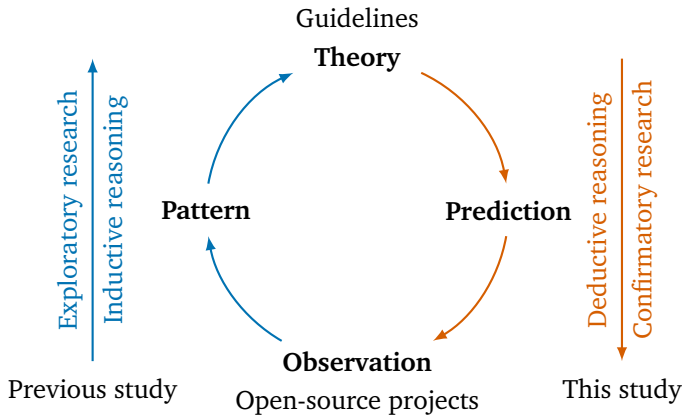 Guidelines
Theory
Exploratory research
Inductive reasoning
Pattern
Prediction
Deductive reasoning
Confirmatory research
Observation
Previous study
Open-source projects
This study